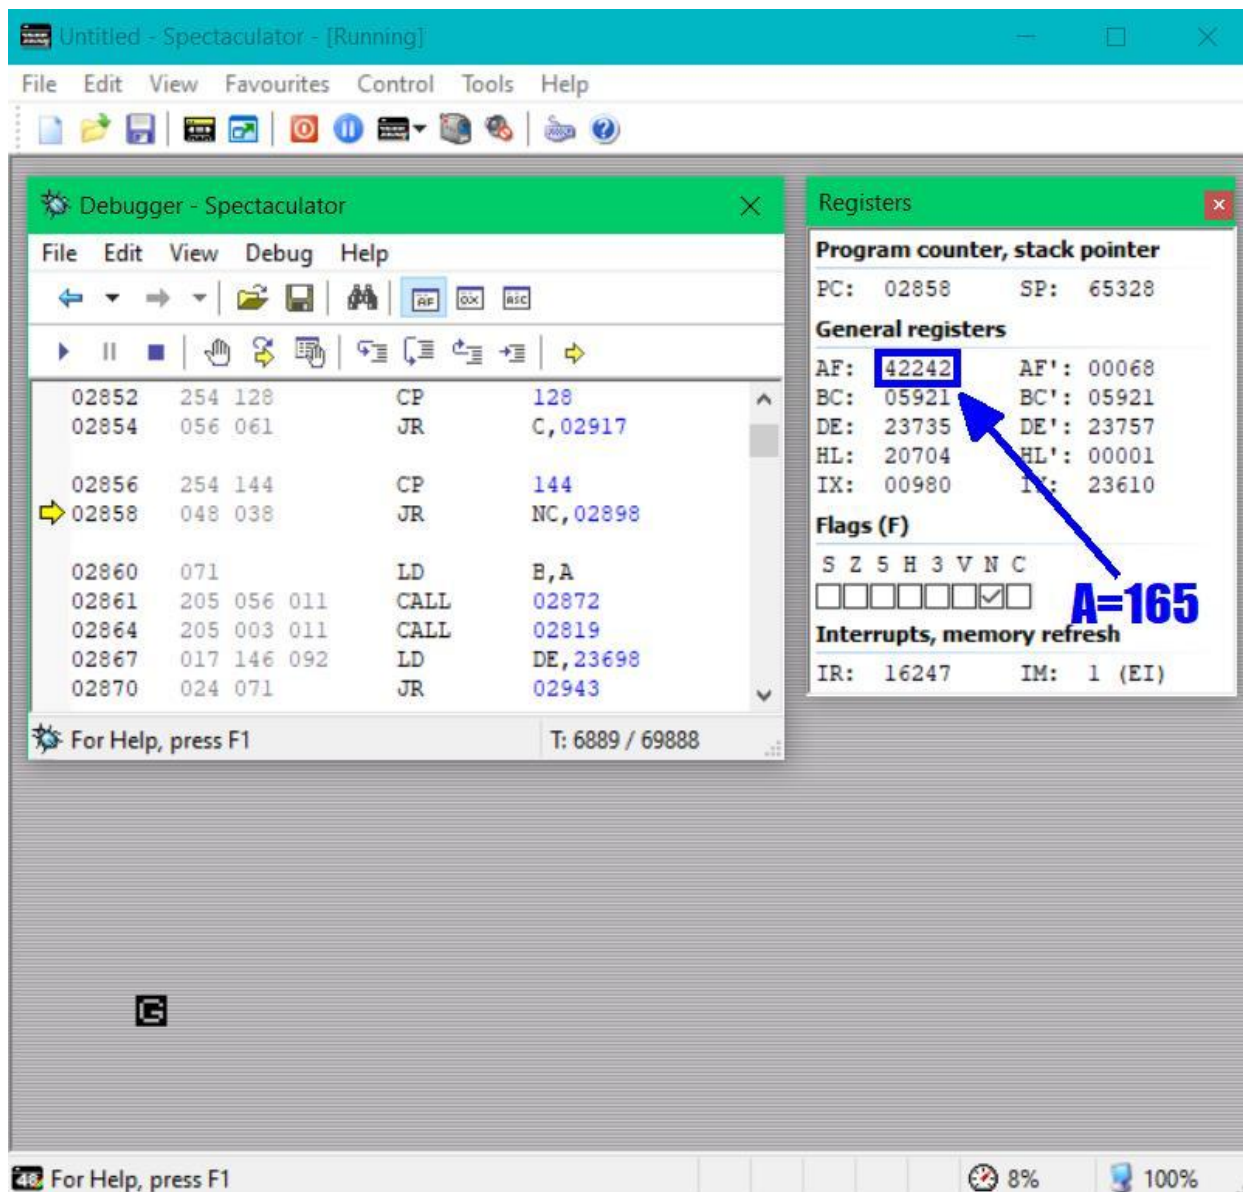 Untitled - Spectaculator - [Running]
File Edit View Favourites Control Tools Help
Debugger - Spectaculator
File Edit View Debug Help
02852 254 128 CP 128
02854 056 061 JR C,02917
02856 254 144 CP 144
02858 048 038 JR NC,02898
02860 071 LD B,A
02861 205 056 011 CALL 02872
02864 205 003 011 CALL 02819
02867 017 146 092 LD DE,23698
02870 024 071 JR 02943
For Help, press F1 T: 6889 / 69888
Registers
Program counter, stack pointer
PC: 02858 SP: 65328
General registers
AF: 42242 AF': 00068
BC: 05921 BC': 05921
DE: 23735 DE': 23757
HL: 20704 HL': 00001
IX: 00980 IY: 23610
Flags (F)
S Z 5 H 3 V N C
A=165
Interrupts, memory refresh
IR: 16247 IM: 1 (EI)
G
48 For Help, press F1 8% 100%